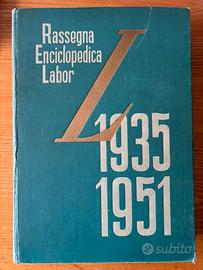 Rassegna
Enciclopedica
Labor
L
1935
1951
subito